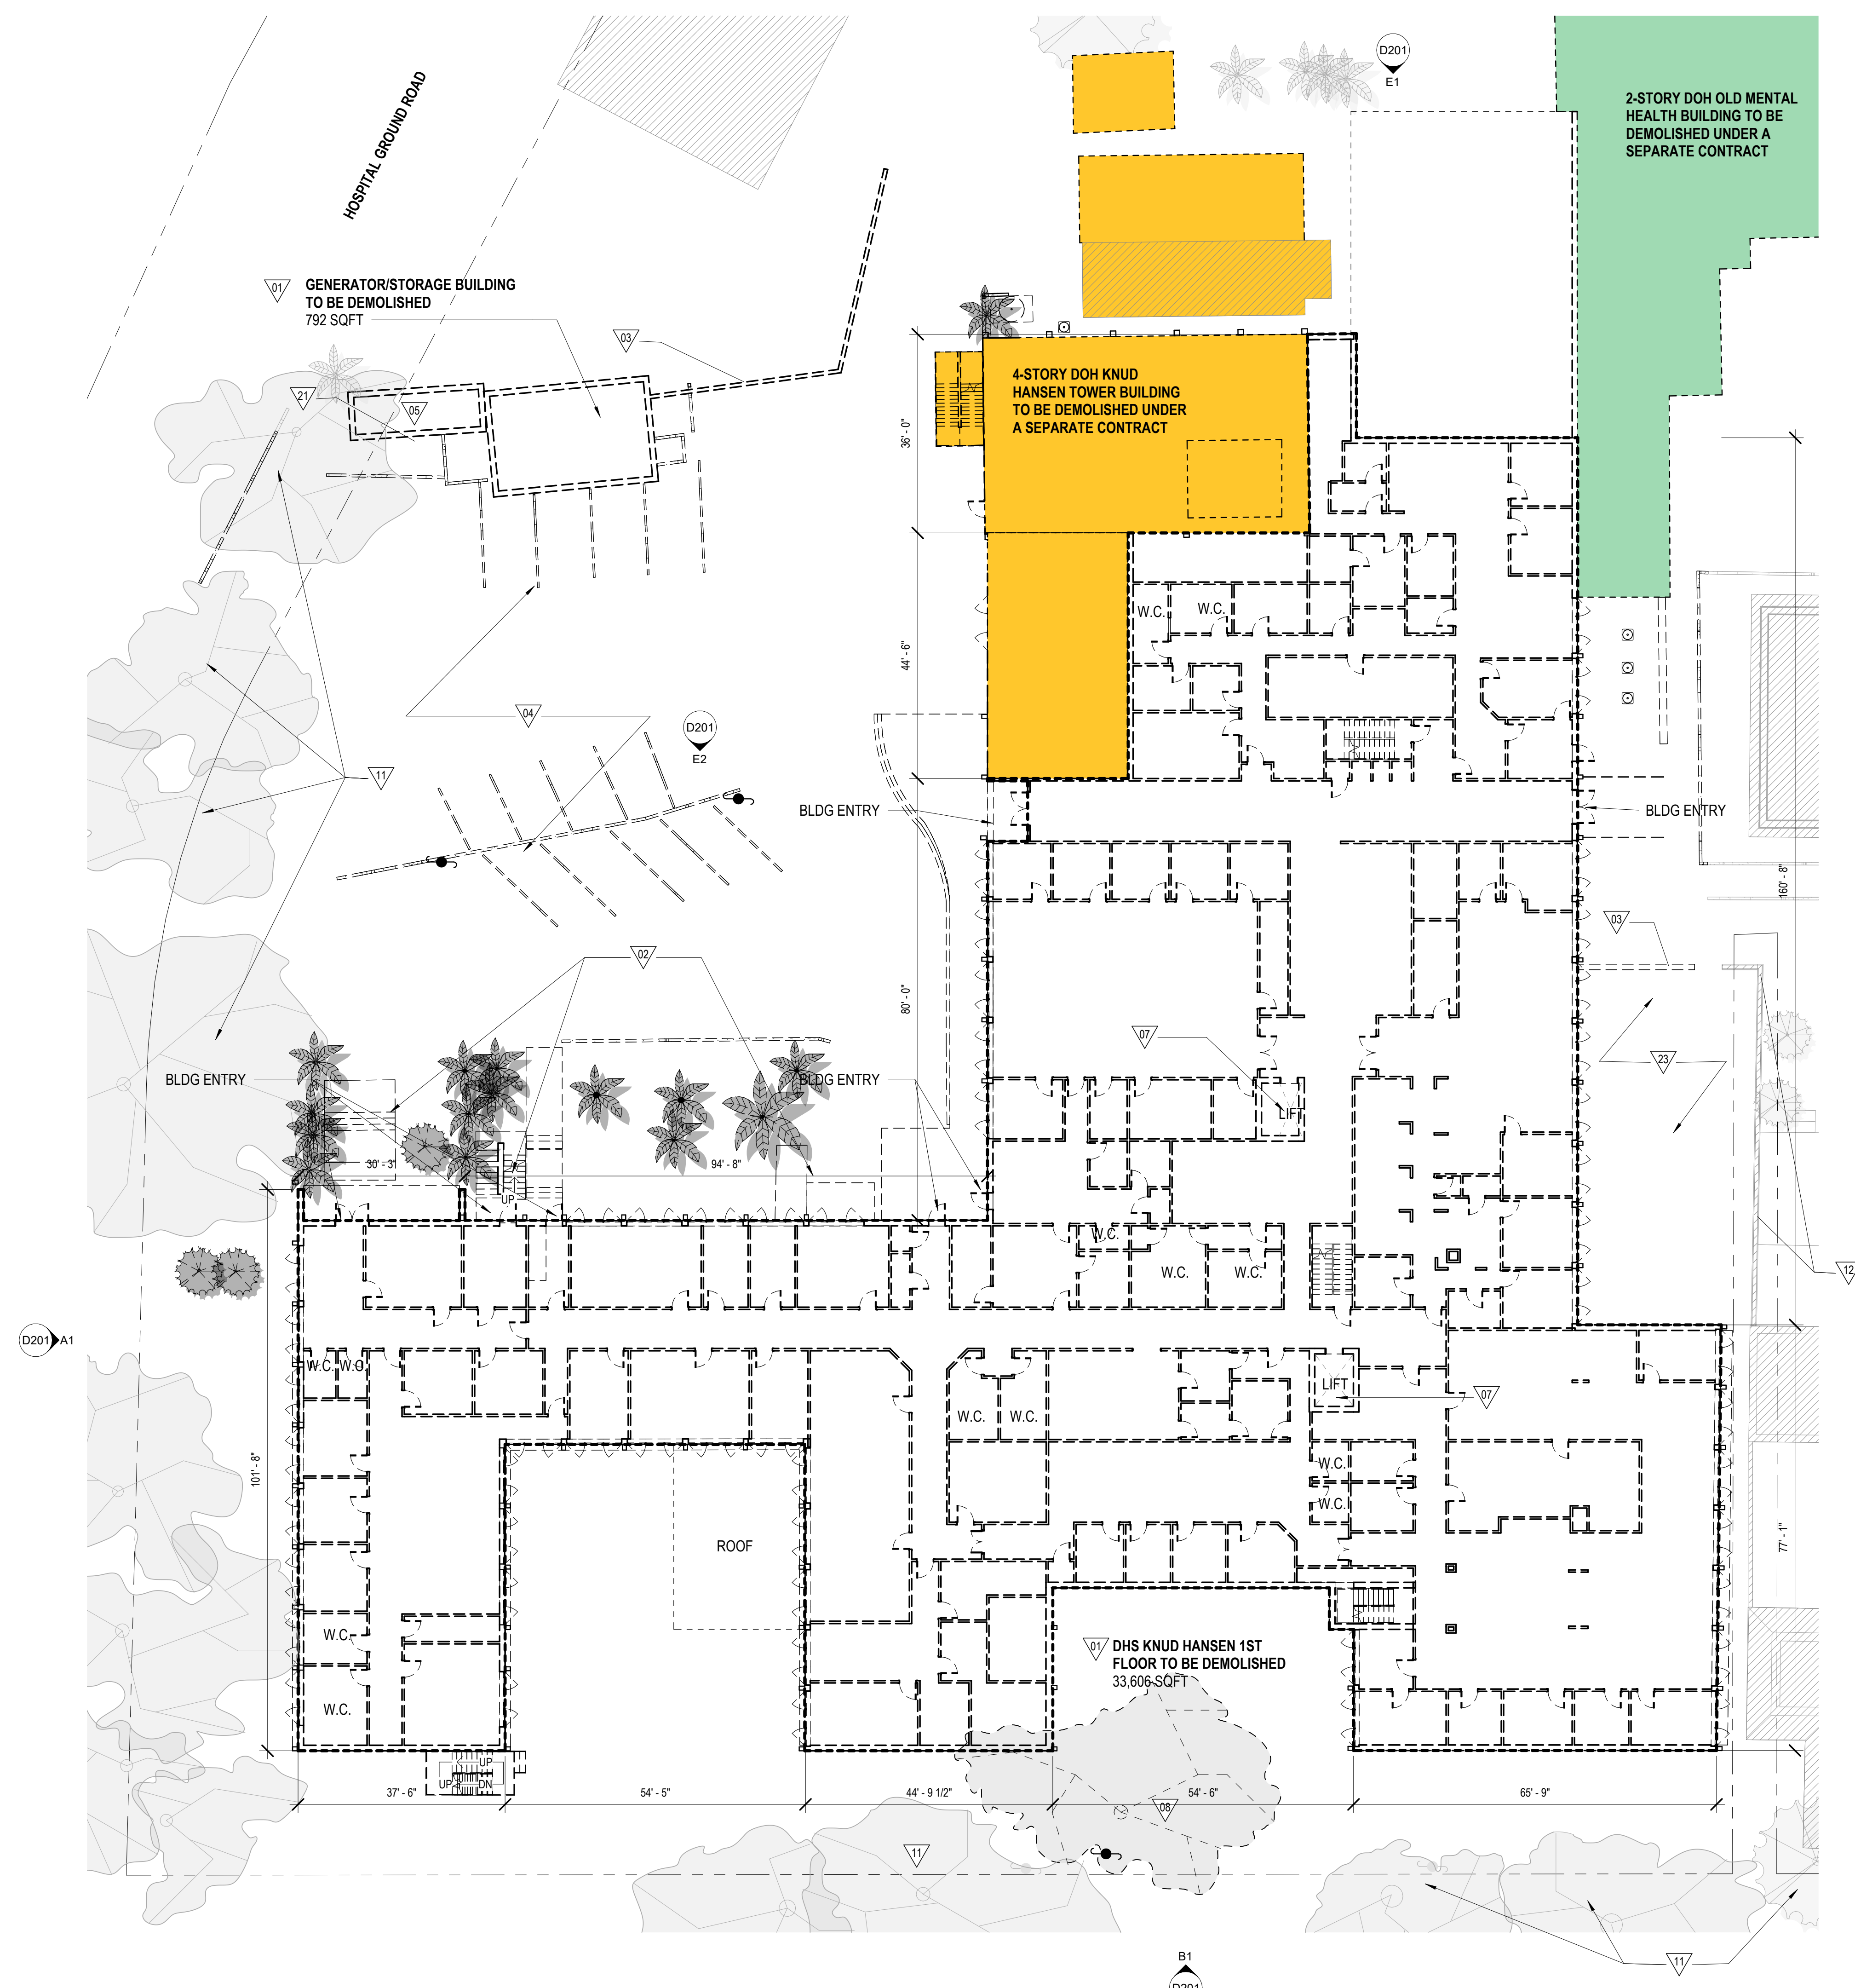 D201
E1
2-STORY DOH OLD MENTAL
HEALTH BUILDING TO BE
DEMOLISHED UNDER A
SEPARATE CONTRACT
HOSPITAL GROUND ROAD
01
GENERATOR/STORAGE BUILDING
TO BE DEMOLISHED
792 SQFT
03
21
05
4-STORY DOH KNUD
HANSEN TOWER BUILDING
TO BE DEMOLISHED UNDER
A SEPARATE CONTRACT
36' - 0"
W.C.
W.C.
44' - 6"
04
D201
E2
11
BLDG ENTRY
BLDG ENTRY
160' - 8"
03
02
80' - 0"
07
23
BLDG ENTRY
BLDG ENTRY
LIFT
30' - 3"
94' - 8"
UP
W.C.
W.C.
W.C.
12
D201
A1
W.C.
W.C.
LIFT
07
W.C.
W.C.
101' - 8"
W.C.
W.C.
ROOF
77' - 1"
W.C.
01
DHS KNUD HANSEN 1ST
FLOOR TO BE DEMOLISHED
33,606 SQFT
W.C.
UP
UP
DN
37' - 6"
54' - 5"
44' - 9 1/2"
54' - 6"
65' - 9"
08
11
11
B1
D201